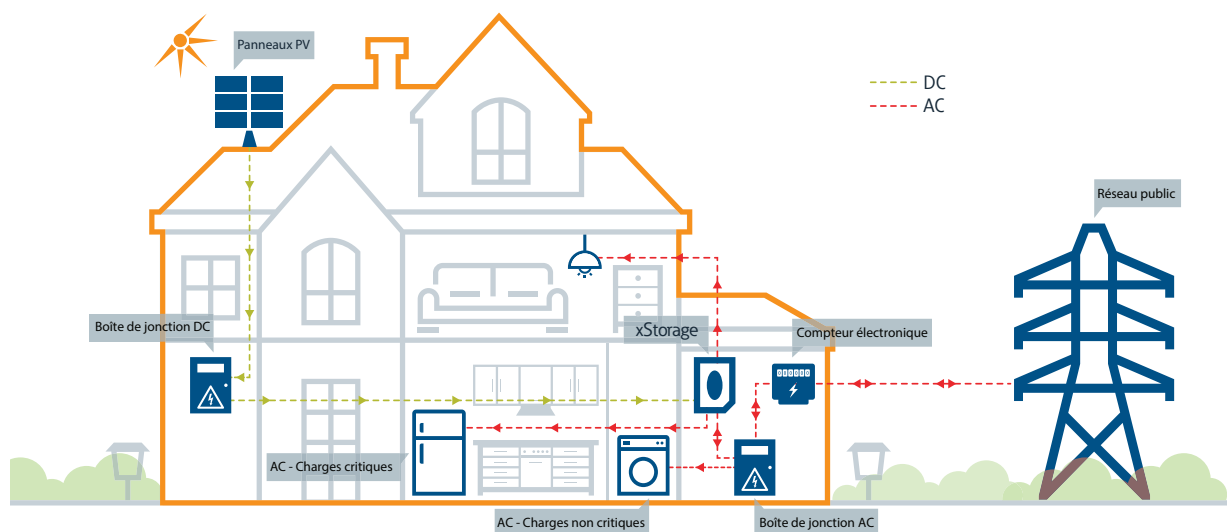 Panneaux PV
DC
AC
Réseau public
Boîte de jonction DC
xStorage
Compteur électronique
AC - Charges critiques
AC - Charges non critiques
Boîte de jonction AC